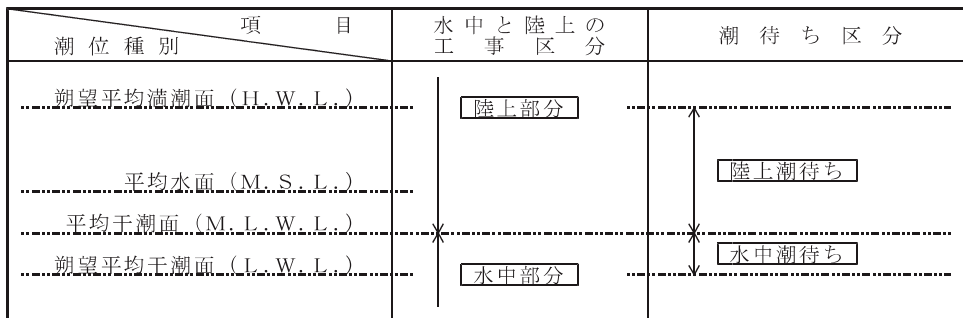 項 目
潮位種別
水中と陸上の
工事区分
潮待ち区分
朔望平均満潮面（H.W.L.）
陸上部分
陸上潮待ち
平均水面（M.S.L.）
平均干潮面（M.L.W.L.）
水中潮待ち
朔望平均干潮面（L.W.L.）
水中部分